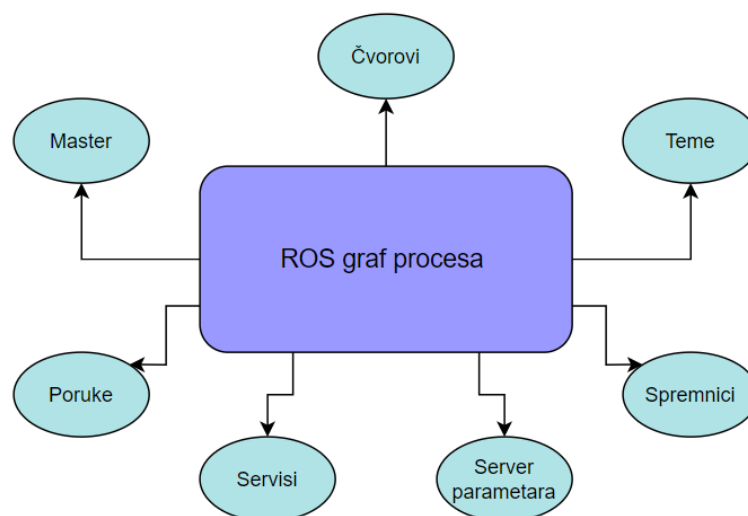 Čvorovi
Master
Teme
ROS graf procesa
Poruke
Spremnici
Servisi
Server
parametara